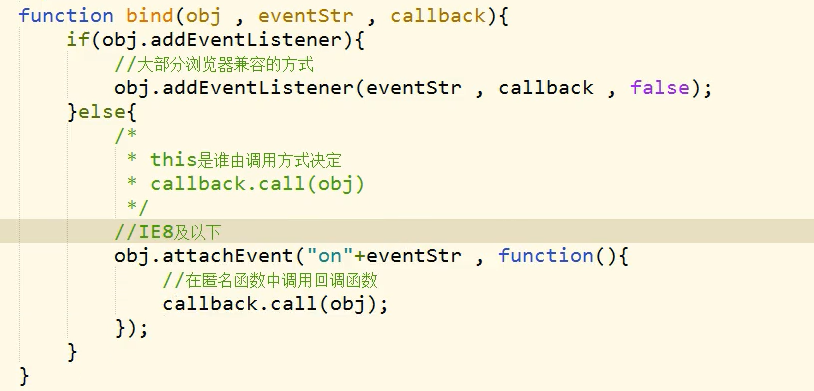 function bind(obj , eventStr , callback){
    if(obj.addEventListener){
        //大部分浏览器兼容的方式
        obj.addEventListener(eventStr , callback , false);
    }else{
        /*
         * this是谁由调用方式决定
         * callback.call(obj)
         */
        //IE8及以下
        obj.attachEvent("on"+eventStr , function(){
            //在匿名函数中调用回调函数
            callback.call(obj);
        });
    }
}